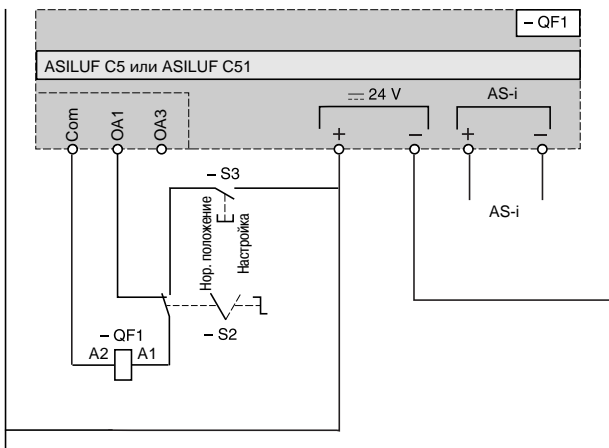 – QF1
ASILUF C5 или ASILUF C51
24 V
AS-i
Com
OA1
OA3
+
–
+
–
– S3
AS-i
Нор. положение
Настройка
– QF1
– S2
A2
A1